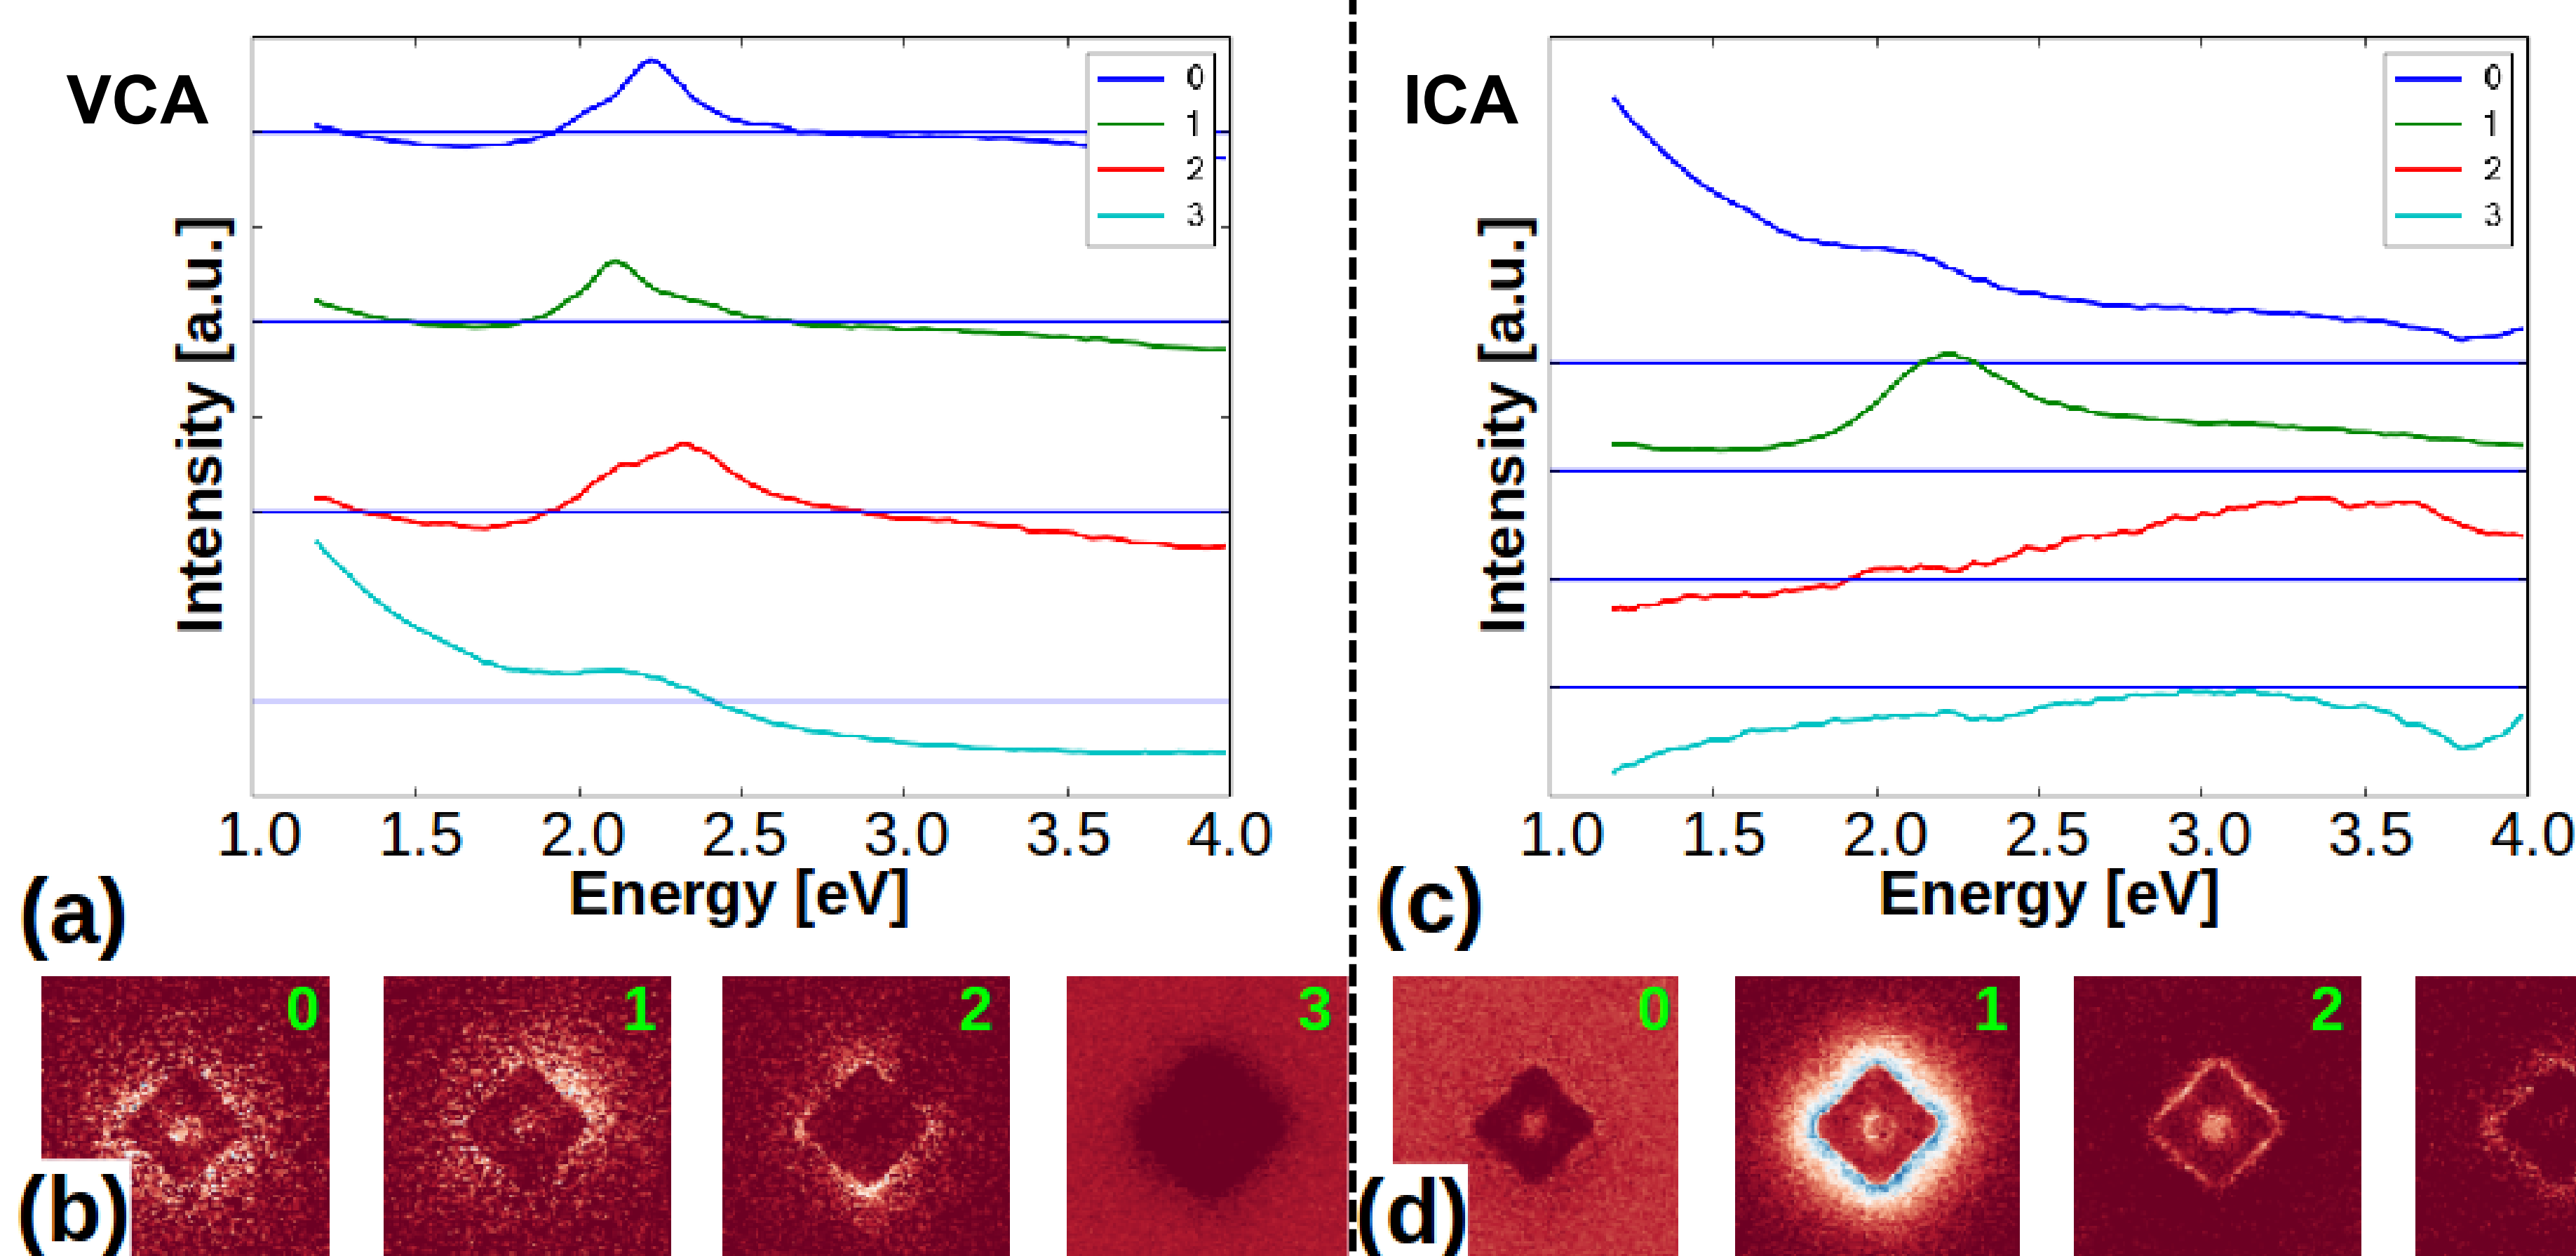 VCA
0
1
2
3
Intensity [a.u.]
1.0 1.5 2.0 2.5 3.0 3.5 4.0
Energy [eV]
(a)
0 1 2 3
(b)
ICA
0
1
2
3
Intensity [a.u.]
1.0 1.5 2.0 2.5 3.0 3.5 4.0
Energy [eV]
(c)
0 1 2
(d)